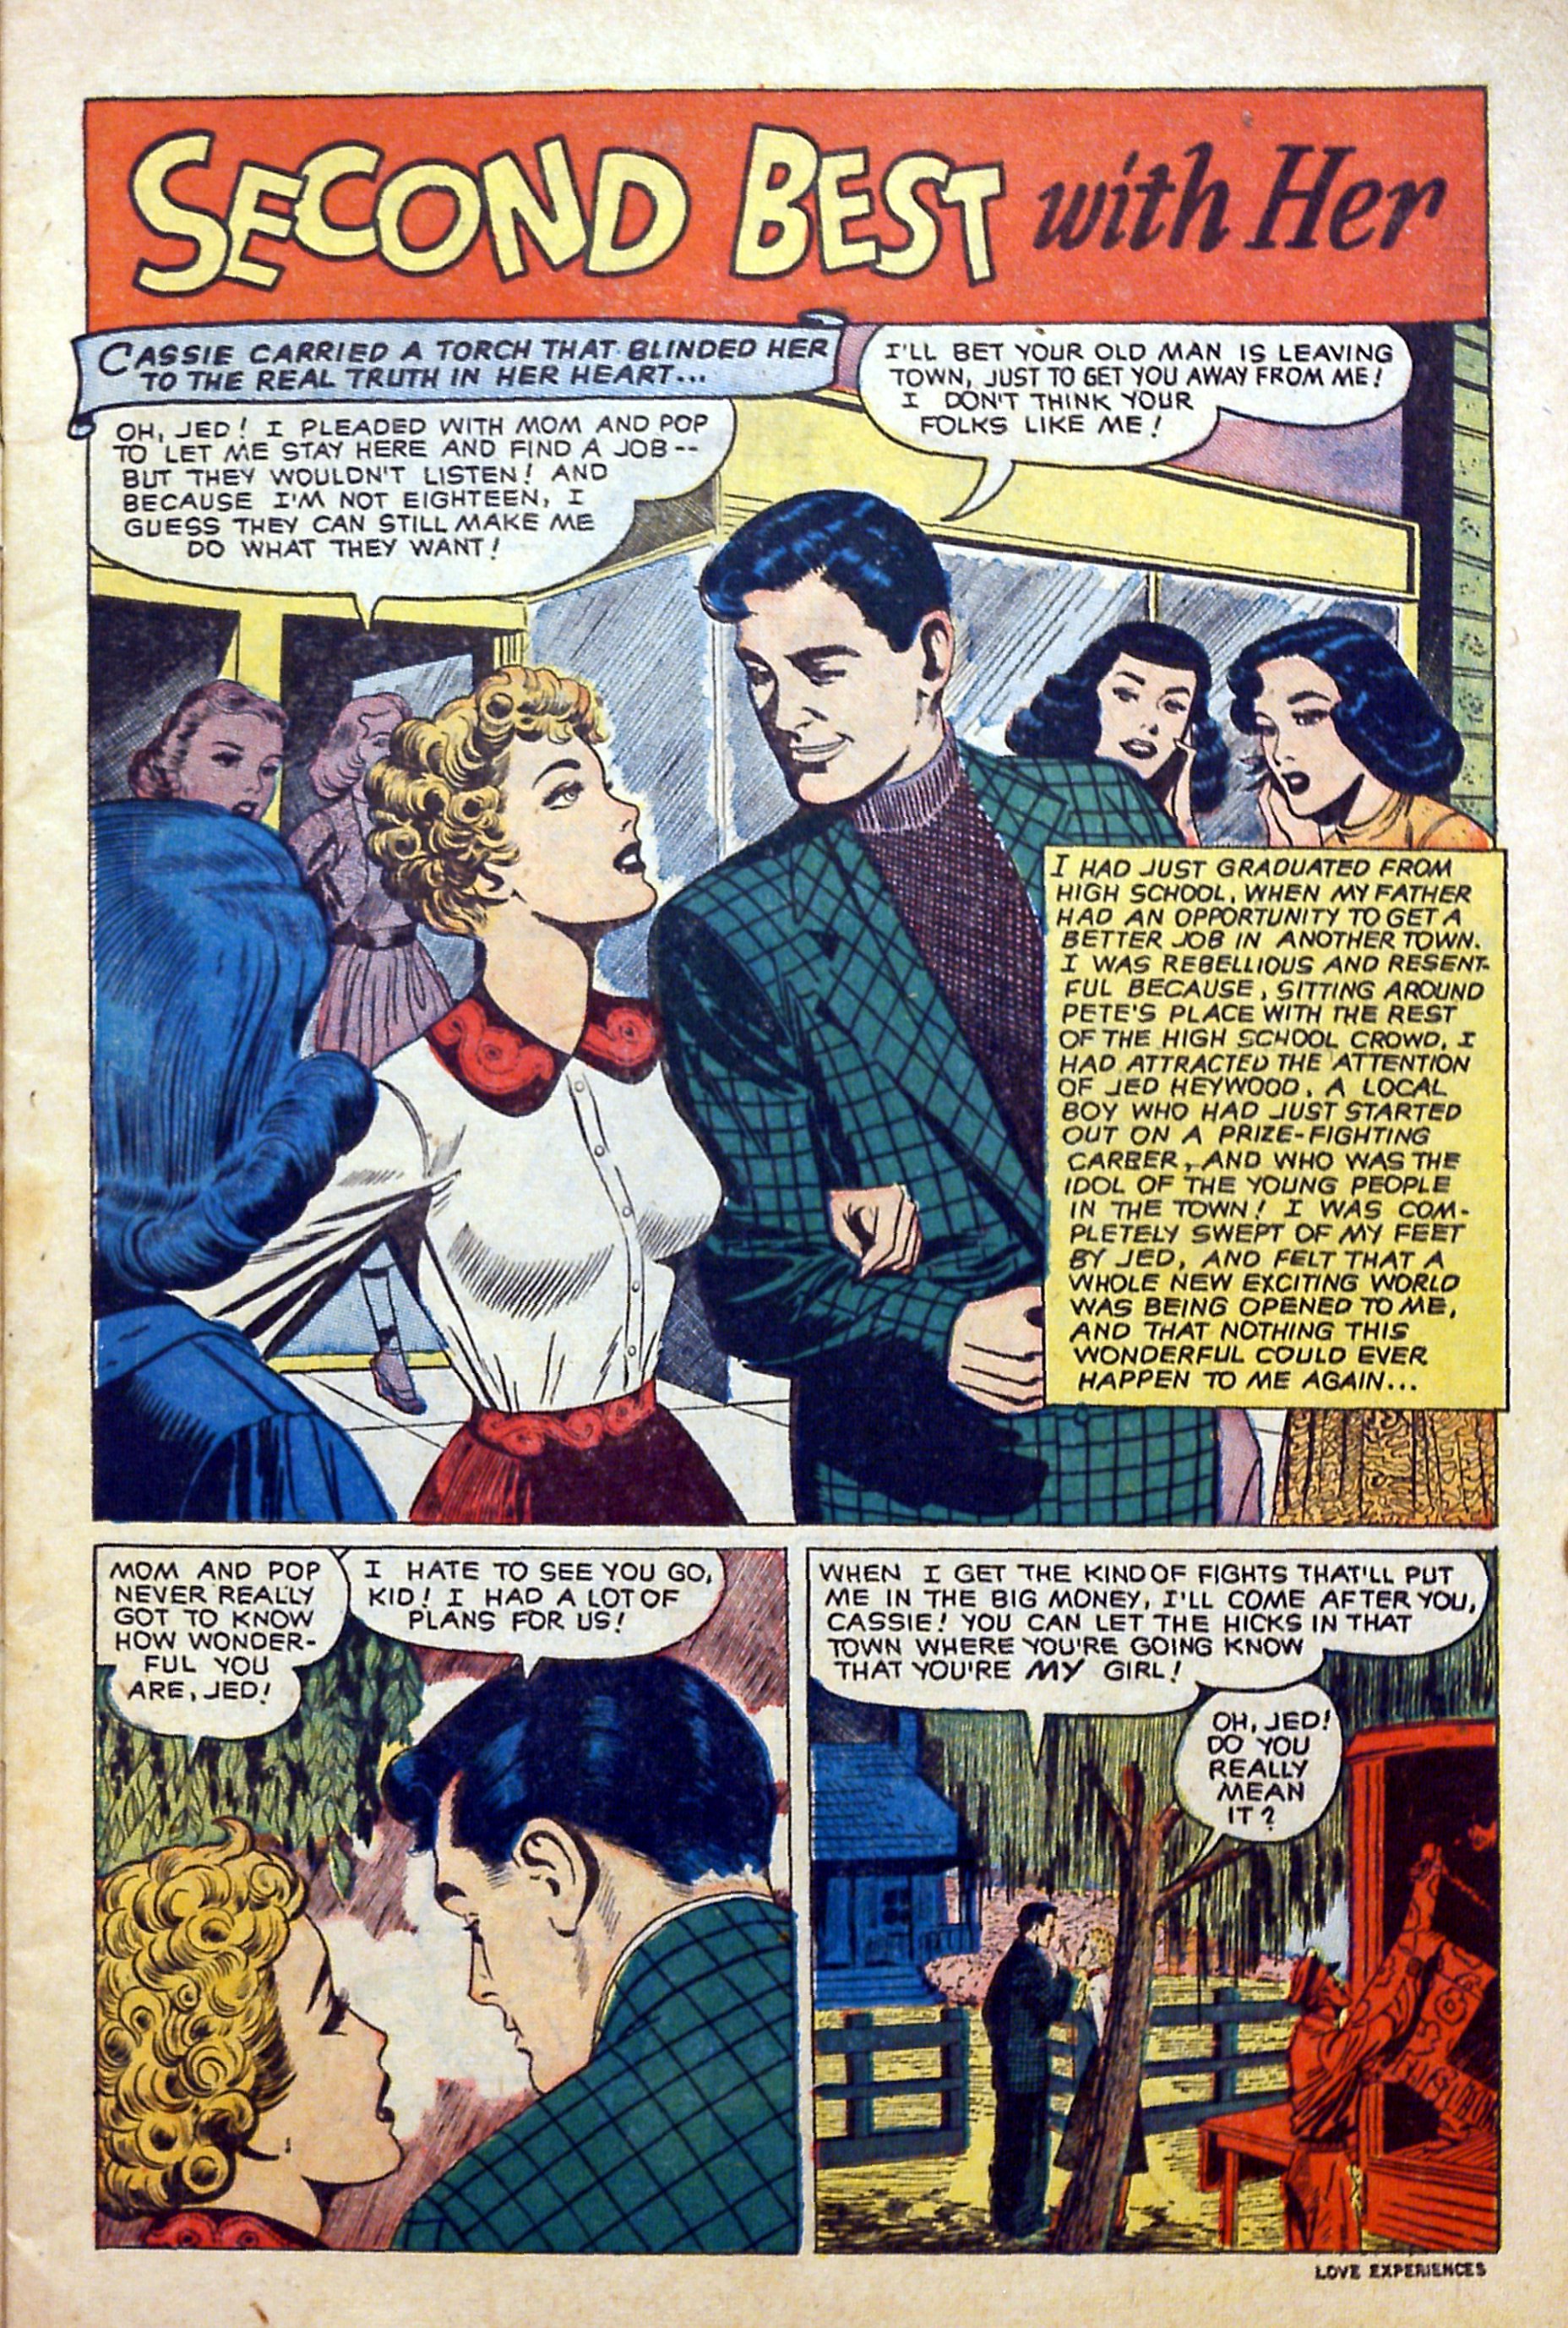 SECOND BEST with Her
CASSIE CARRIED A TORCH THAT BLINDED HER
TO THE REAL TRUTH IN HER HEART...
OH, JED! I PLEADED WITH MOM AND POP
TO LET ME STAY HERE AND FIND A JOB--
BUT THEY WOULDN'T LISTEN! AND
BECAUSE I'M NOT EIGHTEEN, I
GUESS THEY CAN STILL MAKE ME
DO WHAT THEY WANT!
I'LL BET YOUR OLD MAN IS LEAVING
TOWN, JUST TO GET YOU AWAY FROM ME!
I DON'T THINK YOUR
FOLKS LIKE ME!
I HAD JUST GRADUATED FROM
HIGH SCHOOL, WHEN MY FATHER
HAD AN OPPORTUNITY TO GET A
BETTER JOB IN ANOTHER TOWN.
I WAS REBELLIOUS AND RESENT-
FUL BECAUSE, SITTING AROUND
PETE'S PLACE WITH THE REST
OF THE HIGH SCHOOL CROWD, I
HAD ATTRACTED THE ATTENTION
OF JED HEYWOOD, A LOCAL
BOY WHO HAD JUST STARTED
OUT ON A PRIZE-FIGHTING
CAREER, AND WHO WAS THE
IDOL OF THE YOUNG PEOPLE
IN THE TOWN! I WAS COM-
PLETELY SWEPT OF MY FEET
BY JED, AND FELT THAT A
WHOLE NEW EXCITING WORLD
WAS BEING OPENED TO ME,
AND THAT NOTHING THIS
WONDERFUL COULD EVER
HAPPEN TO ME AGAIN...
MOM AND POP
NEVER REALLY
GOT TO KNOW
HOW WONDER-
FUL YOU
ARE, JED!
I HATE TO SEE YOU GO,
KID! I HAD A LOT OF
PLANS FOR US!
WHEN I GET THE KIND OF FIGHTS THAT'LL PUT
ME IN THE BIG MONEY, I'LL COME AFTER YOU,
CASSIE! YOU CAN LET THE HICKS IN THAT
TOWN WHERE YOU'RE GOING KNOW
THAT YOU'RE MY GIRL!
OH, JED!
DO YOU
REALLY
MEAN
IT?
LOVE EXPERIENCES